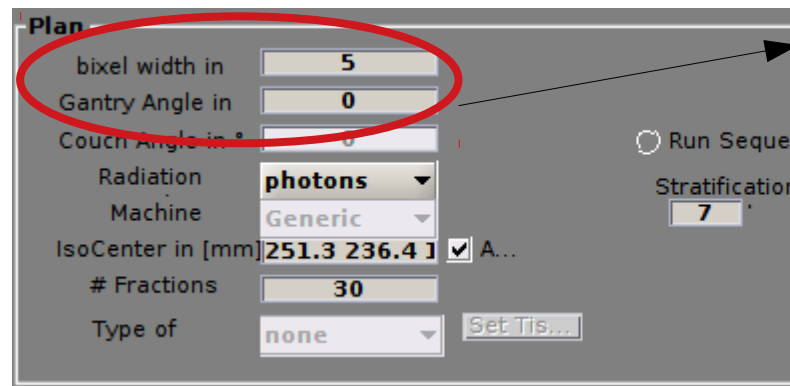 Plan
bixel width in 5
Gantry Angle in 0
Couch Angle in ° 0
Run Seque
Radiation photons
Stratification
Machine Generic
7
IsoCenter in [mm] 251.3 236.4 1 A...
# Fractions 30
Type of none Set Tis...